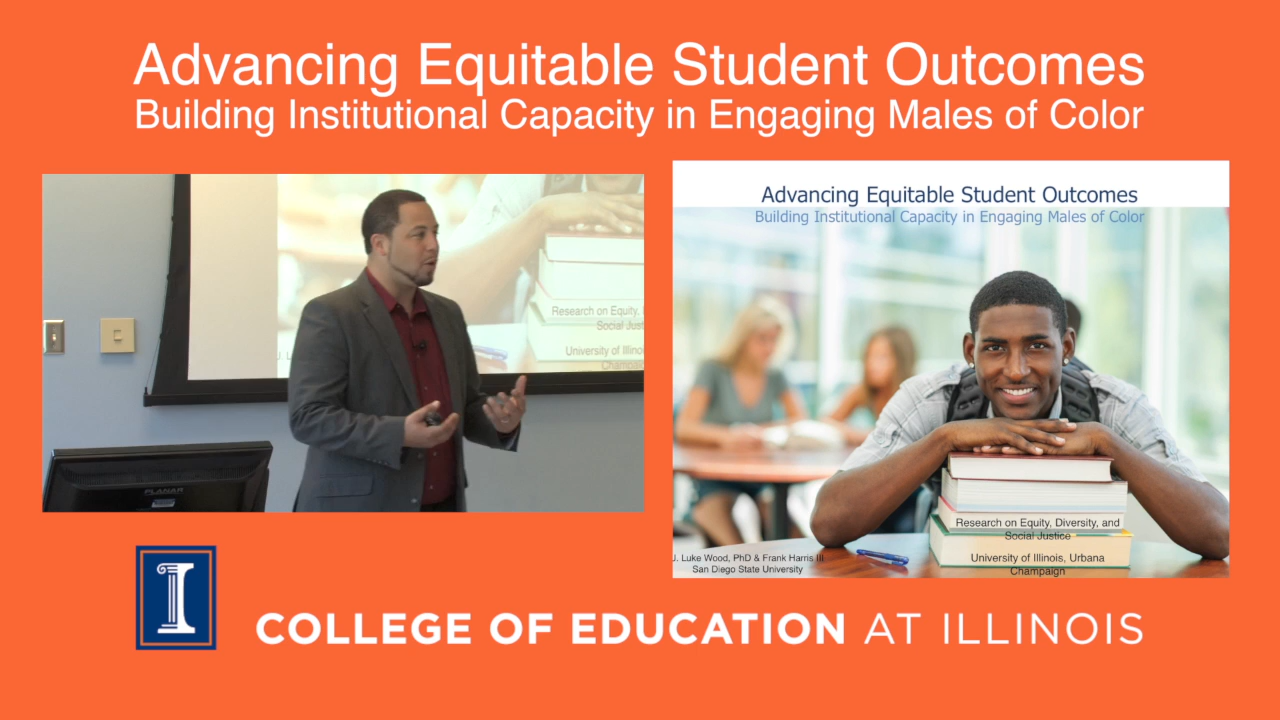 Advancing Equitable Student Outcomes
Building Institutional Capacity in Engaging Males of Color
Research on Equity,
Social Just
University of Illino
Champai
J. L
PLANAR
Advancing Equitable Student Outcomes
Building Institutional Capacity in Engaging Males of Color
Research on Equity, Diversity, and
Social Justice
University of Illinois, Urbana
Champaign
J. Luke Wood, PhD & Frank Harris III
San Diego State University
I
COLLEGE OF EDUCATION AT ILLINOIS